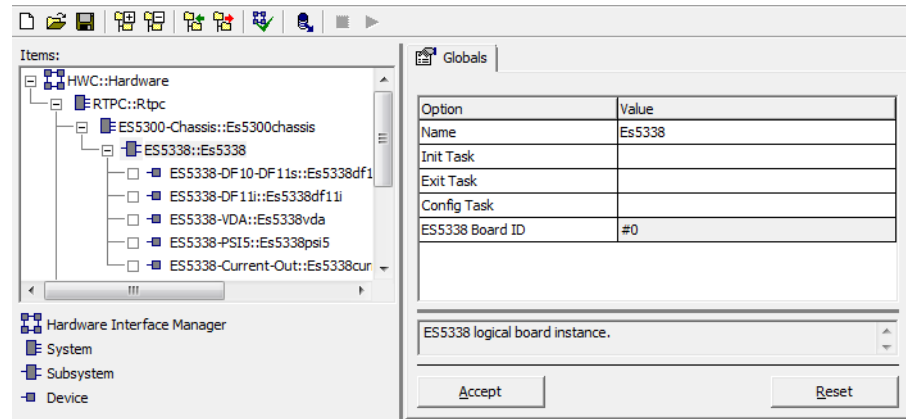 Items:
HWC::Hardware
RTPC::Rtpc
ES5300-Chassis::Es5300chassis
ES5338::Es5338
ES5338-DF10-DF11s::Es5338df1
ES5338-DF11i::Es5338df11i
ES5338-VDA::Es5338vda
ES5338-PSI5::Es5338psi5
ES5338-Current-Out::Es5338curr
Hardware Interface Manager
System
Subsystem
Device
Globals
Option Value
Name Es5338
Init Task
Exit Task
Config Task
ES5338 Board ID #0
ES5338 logical board instance.
Accept Reset